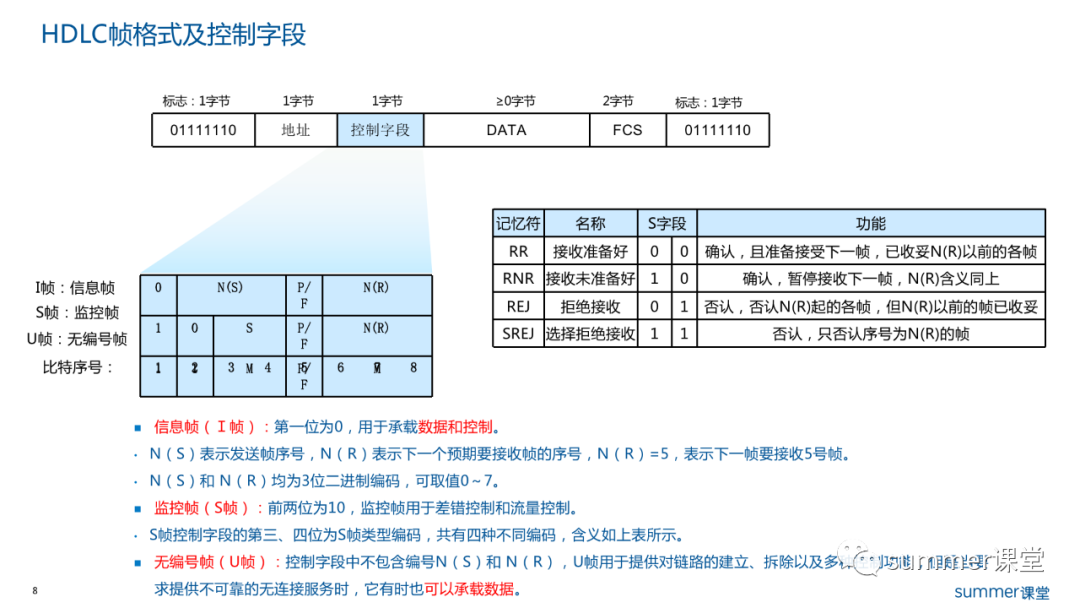 HDLC帧格式及控制字段
标志：1字节 1字节 1字节 ≥0字节 2字节 标志：1字节
01111110 地址 控制字段 DATA FCS 01111110
记忆符 名称 S字段 功能
RR 接收准备好 0 0 确认，且准备接受下一帧，已收妥N(R)以前的各帧
RNR 接收未准备好 1 0 确认，暂停接收下一帧，N(R)含义同上
REJ 拒绝接收 0 1 否认，否认N(R)起的各帧，但N(R)以前的帧已收妥
SREJ 选择拒绝接收 1 1 否认，只否认序号为N(R)的帧
I帧：信息帧 0 N(S) P/F N(R)
S帧：监控帧 1 0 S P/F N(R)
U帧：无编号帧
比特序号： 1 3 M 4 P/F 6 8
▪ 信息帧（I帧）：第一位为0，用于承载数据和控制。
· N（S）表示发送帧序号，N（R）表示下一个预期要接收帧的序号，N（R）=5，表示下一帧要接收5号帧。
· N（S）和 N（R）均为3位二进制编码，可取值0～7。
▪ 监控帧（S帧）：前两位为10，监控帧用于差错控制和流量控制。
· S帧控制字段的第三、四位为S帧类型编码，共有四种不同编码，含义如上表所示。
▪ 无编号帧（U帧）：控制字段中不包含编号N（S）和 N（R），U帧用于提供对链路的建立、拆除以及多
求提供不可靠的无连接服务时，它有时也可以承载数据。
summer课堂
8
summer课堂